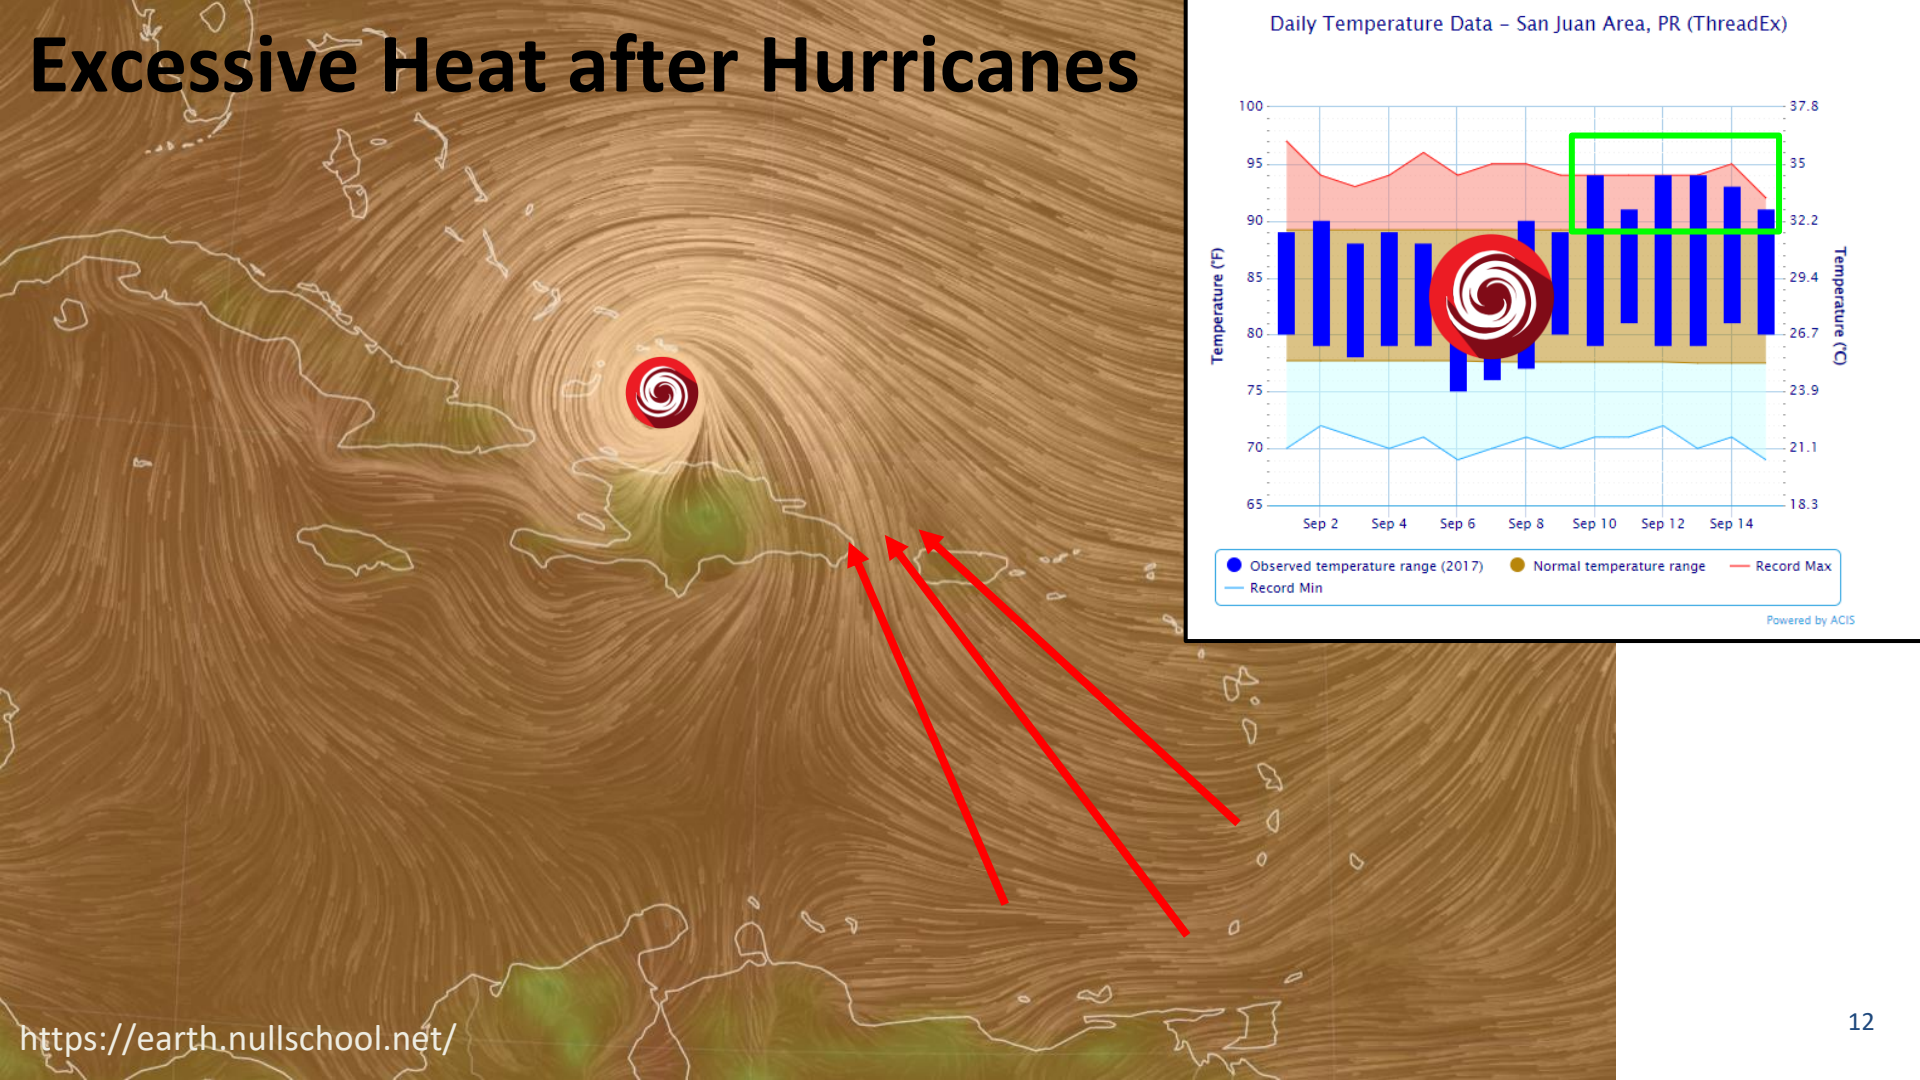 Excessive Heat after Hurricanes
Daily Temperature Data – San Juan Area, PR (ThreadEx)
100
95
90
85
80
75
70
65
Temperature (°F)
37.8
35
32.2
29.4
26.7
23.9
21.1
18.3
Temperature (°C)
Sep 2 Sep 4 Sep 6 Sep 8 Sep 10 Sep 12 Sep 14
Observed temperature range (2017) Normal temperature range Record Max
Record Min
Powered by ACIS
https://earth.nullschool.net/
12